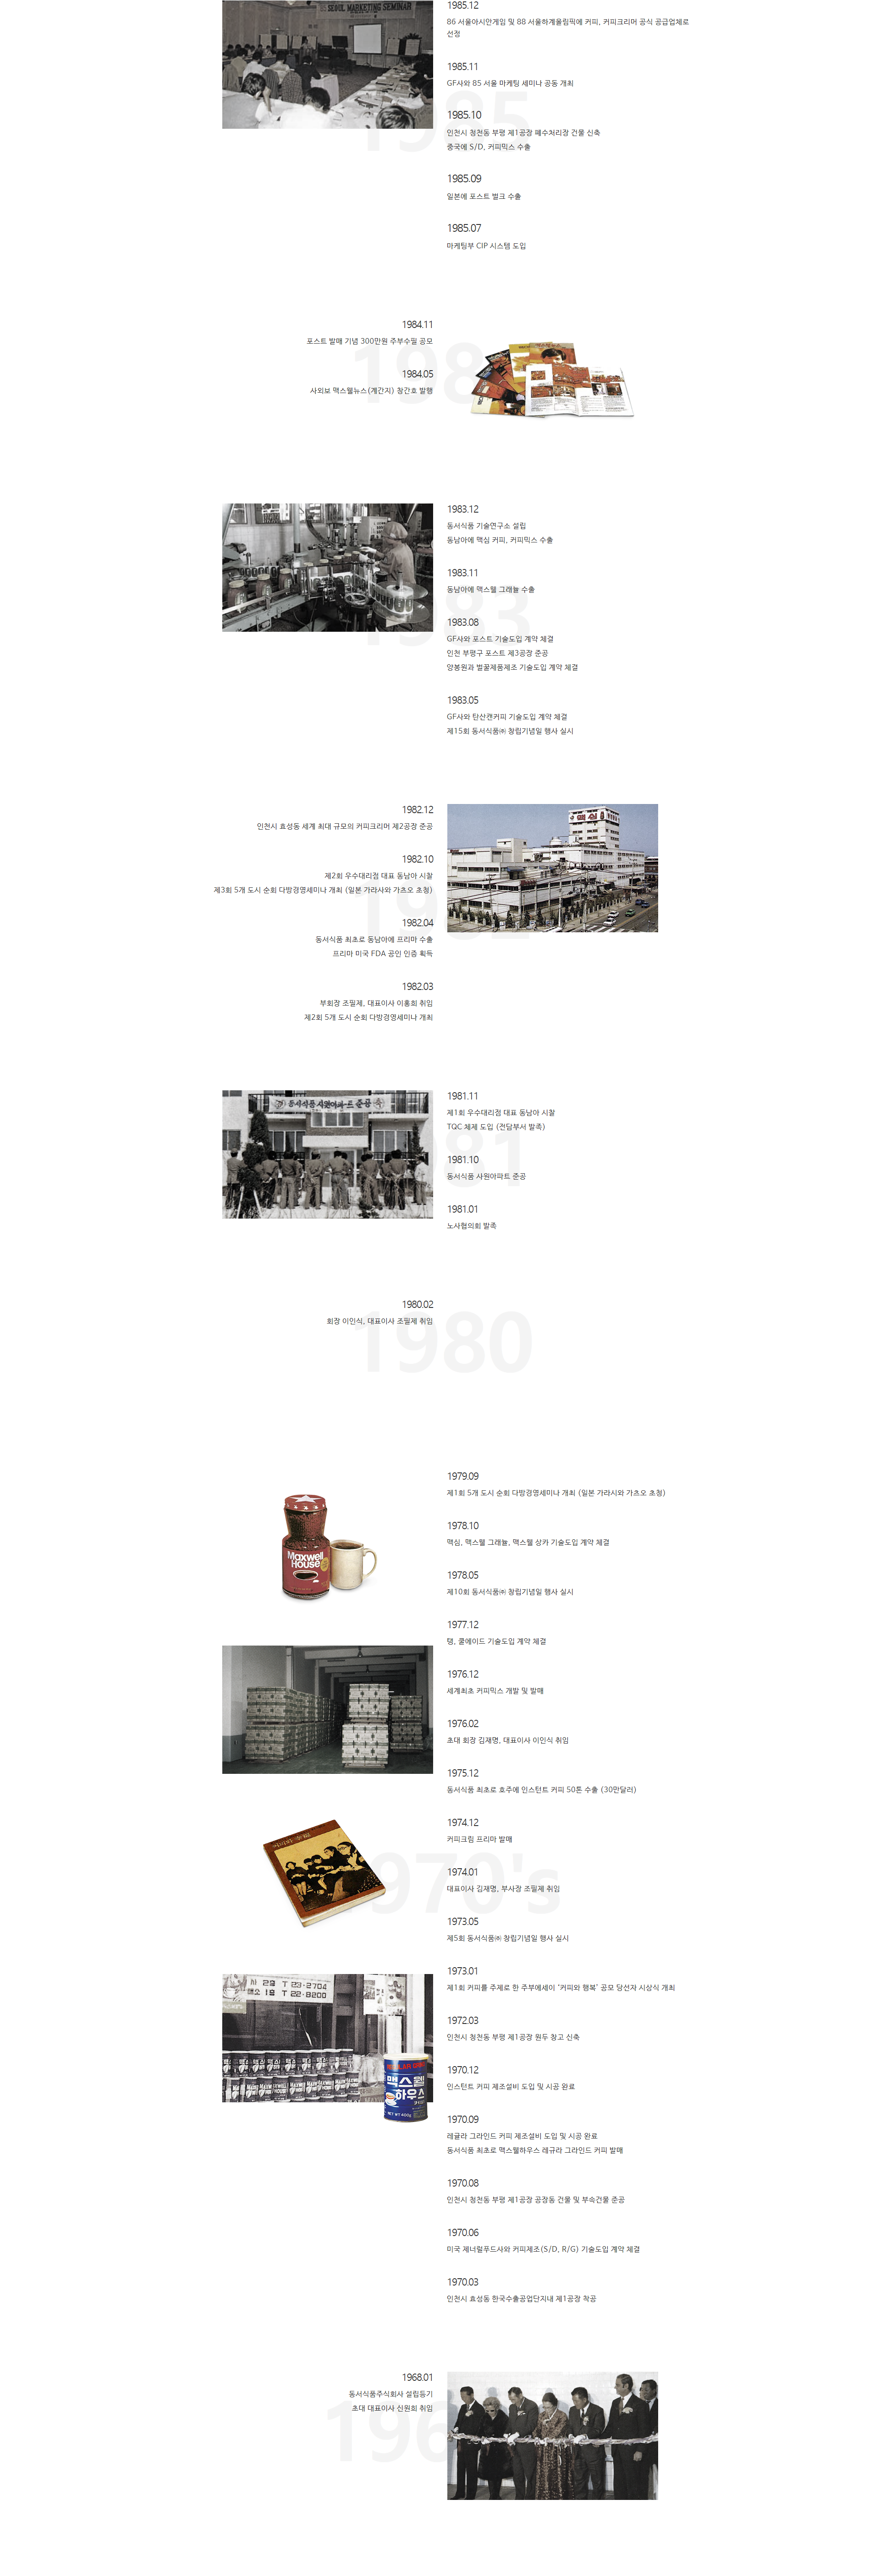 SEOUL MARKETING SEMINAR
1985
1985.12
86 서울아시안게임 및 88 서울하계올림픽에 커피, 커피크리머 공식 공급업체로
선정
1985.11
GF사와 85 서울 마케팅 세미나 공동 개최
1985.10
인천시 청천동 부평 제1공장 폐수처리장 건물 신축
중국에 S/D, 커피믹스 수출
1985.09
일본에 포스트 벌크 수출
1985.07
마케팅부 CIP 시스템 도입
198
1984.11
포스트 발매 기념 300만원 주부수필 공모
1984.05
사외보 맥스웰뉴스(계간지) 창간호 발행
1983
1983.12
동서식품 기술연구소 설립
동남아에 맥심 커피, 커피믹스 수출
1983.11
동남아에 맥스웰 그래뉼 수출
1983.08
GF사와 포스트 기술도입 계약 체결
인천 부평구 포스트 제3공장 준공
양봉원과 벌꿀제품제조 기술도입 계약 체결
1983.05
GF사와 탄산캔커피 기술도입 계약 체결
제15회 동서식품㈜ 창립기념일 행사 실시
1982
1982.12
인천시 효성동 세계 최대 규모의 커피크리머 제2공장 준공
1982.10
제2회 우수대리점 대표 동남아 시찰
제3회 5개 도시 순회 다방경영세미나 개최 (일본 가라사와 가츠오 초청)
1982.04
동서식품 최초로 동남아에 프리마 수출
프리마 미국 FDA 공인 인증 획득
1982.03
부회장 조필제, 대표이사 이홍희 취임
제2회 5개 도시 순회 다방경영세미나 개최
맥심
동서식품 사원아파트 준공
981
1981.11
제1회 우수대리점 대표 동남아 시찰
TQC 체제 도입 (전담부서 발족)
1981.10
동서식품 사원아파트 준공
1981.01
노사협의회 발족
1980
1980.02
회장 이인식, 대표이사 조필제 취임
Maxwell
House
1979.09
제1회 5개 도시 순회 다방경영세미나 개최 (일본 가라시와 가츠오 초청)
1978.10
맥심, 맥스웰 그래뉼, 맥스웰 상카 기술도입 계약 체결
1978.05
제10회 동서식품㈜ 창립기념일 행사 실시
1977.12
탱, 쿨에이드 기술도입 계약 체결
1976.12
세계최초 커피믹스 개발 및 발매
1976.02
초대 회장 김재명, 대표이사 이인식 취임
1975.12
동서식품 최초로 호주에 인스턴트 커피 50톤 수출 (30만달러)
1974.12
커피크림 프리마 발매
970's
1974.01
대표이사 김재명, 부사장 조필제 취임
1973.05
제5회 동서식품㈜ 창립기념일 행사 실시
1973.01
제1회 커피를 주제로 한 주부에세이 '커피와 행복' 공모 당선자 시상식 개최
1972.03
인천시 청천동 부평 제1공장 원두 창고 신축
T 23-2704
T 22-8200
맥스웰
하우스
NET WT 400g
1970.12
인스턴트 커피 제조설비 도입 및 시공 완료
1970.09
레귤라 그라인드 커피 제조설비 도입 및 시공 완료
동서식품 최초로 맥스웰하우스 레규라 그라인드 커피 발매
1970.08
인천시 청천동 부평 제1공장 공장동 건물 및 부속건물 준공
1970.06
미국 제너럴푸드사와 커피제조(S/D, R/G) 기술도입 계약 체결
1970.03
인천시 효성동 한국수출공업단지내 제1공장 착공
196
1968.01
동서식품주식회사 설립등기
초대 대표이사 신원희 취임